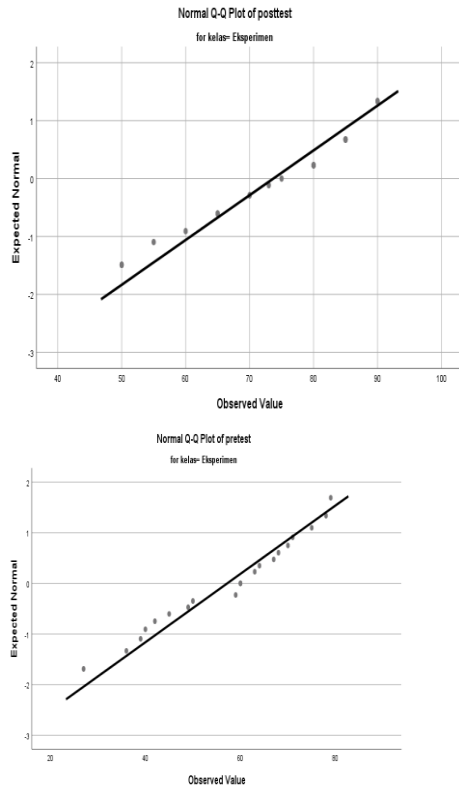 Normal Q-Q Plot of posttest
for kelas= Eksperimen
Expected Normal
2
1
0
-1
-2
-3
40 50 60 70 80 90 100
Observed Value
Normal Q-Q Plot of pretest
for kelas= Eksperimen
Expected Normal
2
1
0
-1
-2
-3
20 40 60 80
Observed Value